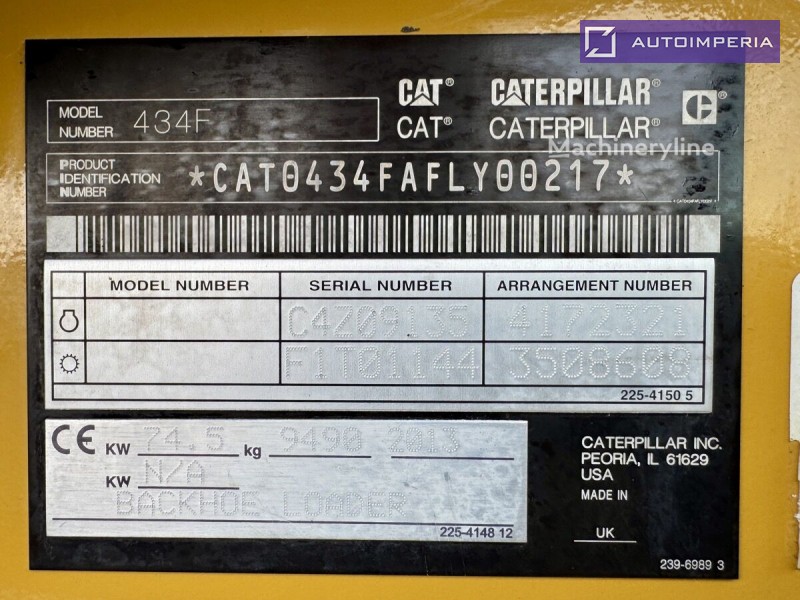 AUTOIMPERIA
CAT® CATERPILLAR®
MODEL NUMBER 434F
CAT® CATERPILLAR®
Machineryline
PRODUCT IDENTIFICATION NUMBER *CAT0434FAFLY00217*
MODEL NUMBER SERIAL NUMBER ARRANGEMENT NUMBER
C4Z09135 4172321
F1T01144 3508608
225-4150 5
CE KW 74.5 kg 9490 2013
KW N/A
BACKHOE LOADER
225-4148 12
CATERPILLAR INC.
PEORIA, IL 61629
USA
MADE IN
UK
239-6989 3